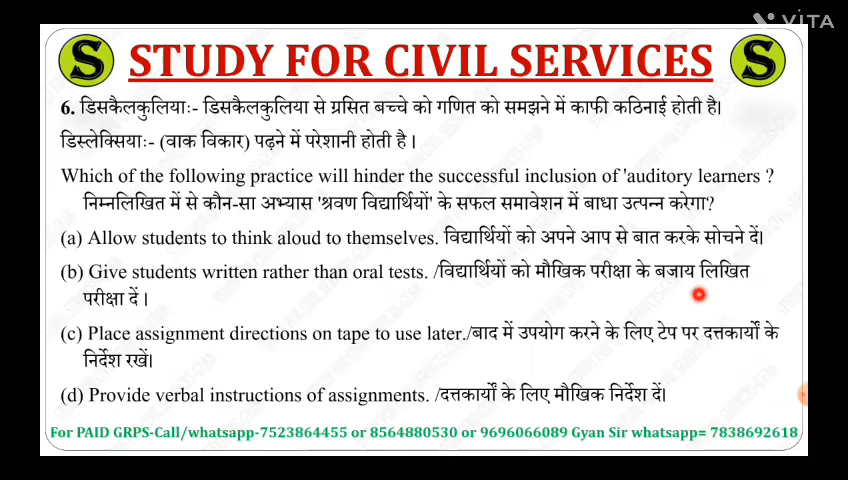 VITA
S STUDY FOR CIVIL SERVICES S
6. डिसकैलकुलियाः- डिसकैलकुलिया से ग्रसित बच्चे को गणित को समझने में काफी कठिनाई होती है।
डिस्लेक्सियाः- (वाक विकार) पढ़ने में परेशानी होती है ।
Which of the following practice will hinder the successful inclusion of 'auditory learners ?
निम्नलिखित में से कौन-सा अभ्यास 'श्रवण विद्यार्थियों' के सफल समावेशन में बाधा उत्पन्न करेगा?
(a) Allow students to think aloud to themselves. विद्यार्थियों को अपने आप से बात करके सोचने दें।
(b) Give students written rather than oral tests. /विद्यार्थियों को मौखिक परीक्षा के बजाय लिखित
परीक्षा दें ।
(c) Place assignment directions on tape to use later./बाद में उपयोग करने के लिए टेप पर दत्तकार्यों के
निर्देश रखें।
(d) Provide verbal instructions of assignments. /दत्तकार्यों के लिए मौखिक निर्देश दें।
For PAID GRPS-Call/whatsapp-7523864455 or 8564880530 or 9696066089 Gyan Sir whatsapp= 7838692618